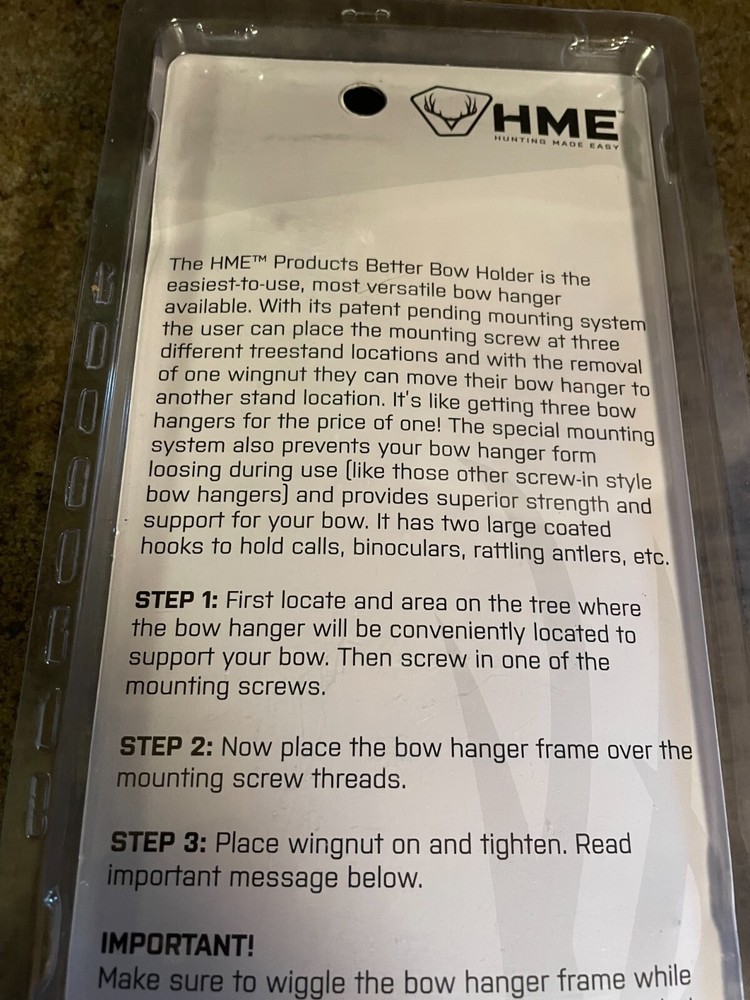 HME™
HUNTING MADE EASY
The HME™ Products Better Bow Holder is the
easiest-to-use, most versatile bow hanger
available. With its patent pending mounting system
the user can place the mounting screw at three
different treestand locations and with the removal
of one wingnut they can move their bow hanger to
another stand location. It's like getting three bow
hangers for the price of one! The special mounting
system also prevents your bow hanger form
loosing during use (like those other screw-in style
bow hangers) and provides superior strength and
support for your bow. It has two large coated
hooks to hold calls, binoculars, rattling antlers, etc.
STEP 1: First locate and area on the tree where
the bow hanger will be conveniently located to
support your bow. Then screw in one of the
mounting screws.
STEP 2: Now place the bow hanger frame over the
mounting screw threads.
STEP 3: Place wingnut on and tighten. Read
important message below.
IMPORTANT!
Make sure to wiggle the bow hanger frame while